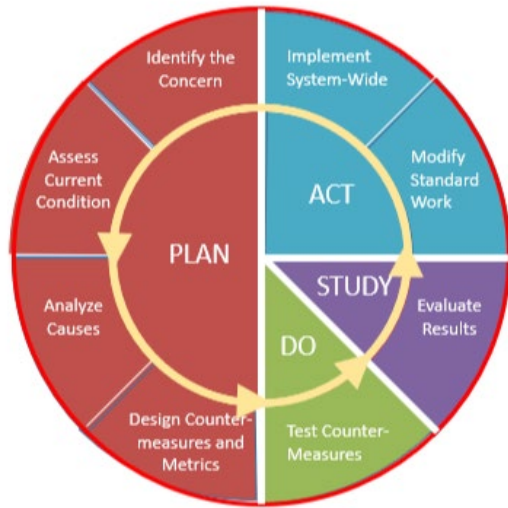 Identify the
Concern
Assess
Current
Condition
Analyze
Causes
Design Counter-
measures and
Metrics
PLAN
DO
Test Counter-
Measures
STUDY
Evaluate
Results
ACT
Modify
Standard
Work
Implement
System-Wide